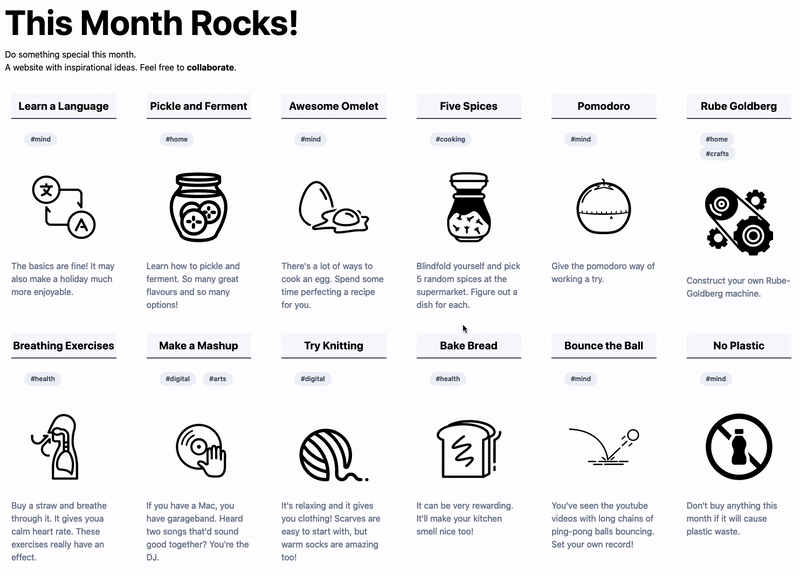 This Month Rocks!
Do something special this month.
A website with inspirational ideas. Feel free to collaborate.
Learn a Language
#mind
文
A
The basics are fine! It may
also make a holiday much
more enjoyable.
Pickle and Ferment
#home
Learn how to pickle and
ferment. So many great
flavours and so many
options!
Awesome Omelet
#mind
There's a lot of ways to
cook an egg. Spend some
time perfecting a recipe
for you.
Five Spices
#cooking
Blindfold yourself and pick
5 random spices at the
supermarket. Figure out a
dish for each.
Pomodoro
#mind
Give the pomodoro way of
working a try.
Rube Goldberg
#home
#crafts
Construct your own Rube-
Goldberg machine.
Breathing Exercises
#health
Buy a straw and breathe
through it. It gives youa
calm heart rate. These
exercises really have an
effect.
Make a Mashup
#digital #arts
If you have a Mac, you
have garageband. Heard
two songs that'd sound
good together? You're the
DJ.
Try Knitting
#digital
It's relaxing and it gives
you clothing! Scarves are
easy to start with, but
warm socks are amazing
too!
Bake Bread
#health
It can be very rewarding.
It'll make your kitchen
smell nice too!
Bounce the Ball
#mind
You've seen the youtube
videos with long chains of
ping-pong balls bouncing.
Set your own record!
No Plastic
#mind
Don't buy anything this
month if it will cause
plastic waste.